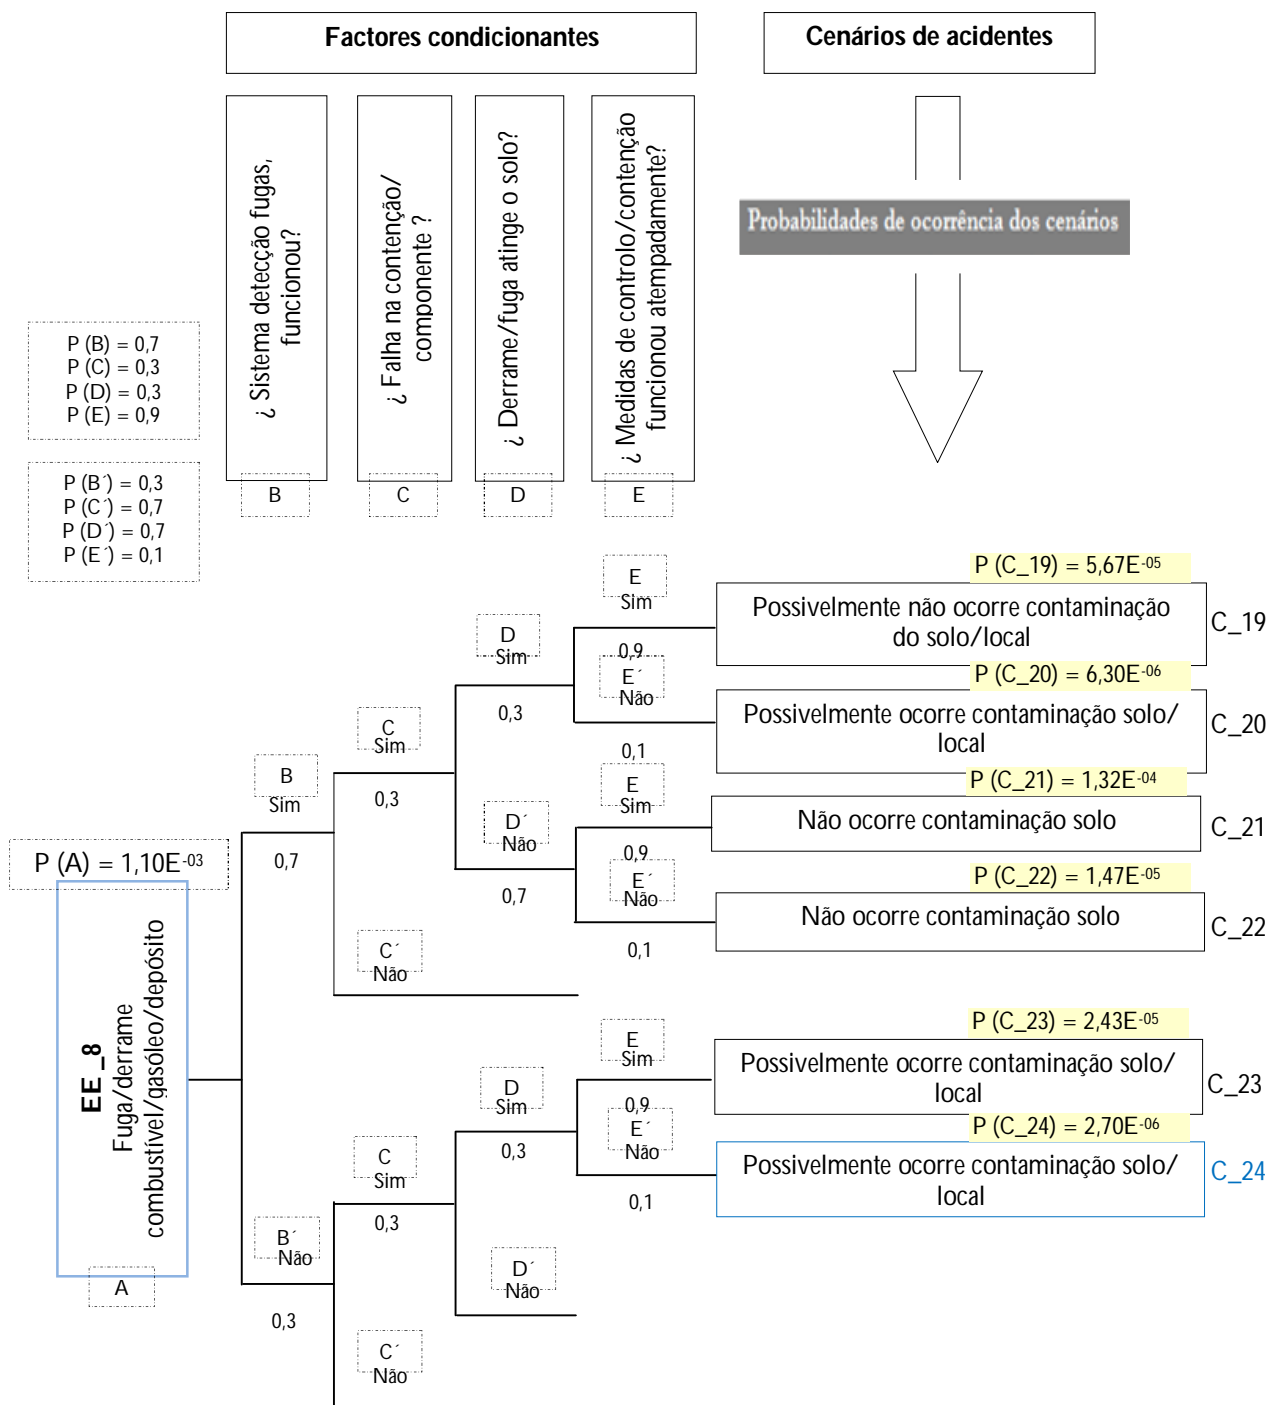 Factores condicionantes
Cenários de acidentes
¿ Sistema detecção fugas,
funcionou?
¿ Falha na contenção/
componente ?
¿ Derrame/fuga atinge o solo?
¿ Medidas de controlo/contenção
funcionou atempadamente?
Probabilidades de ocorrência dos cenários
P (B) = 0,7
P (C) = 0,3
P (D) = 0,3
P (E) = 0,9
P (B´) = 0,3
P (C´) = 0,7
P (D´) = 0,7
P (E´) = 0,1
B
C
D
E
P (C_19) = 5,67E-05
E
Sim
Possivelmente não ocorre contaminação
do solo/local
C_19
D
Sim
0,9
P (C_20) = 6,30E-06
E´
Não
0,3
Possivelmente ocorre contaminação solo/
local
C_20
C
Sim
0,1
P (C_21) = 1,32E-04
B
Sim
0,3
E
Sim
Não ocorre contaminação solo
C_21
D´
Não
0,9
P (A) = 1,10E-03
0,7
P (C_22) = 1,47E-05
E´
Não
0,7
Não ocorre contaminação solo
C_22
C´
Não
0,1
EE_8
Fuga/derrame
combustível/gasóleo/depósito
A
P (C_23) = 2,43E-05
E
Sim
Possivelmente ocorre contaminação solo/
local
C_23
D
Sim
0,9
P (C_24) = 2,70E-06
E´
Não
0,3
Possivelmente ocorre contaminação solo/
local
C_24
C
Sim
0,1
0,3
B´
Não
D´
Não
0,3
C´
Não